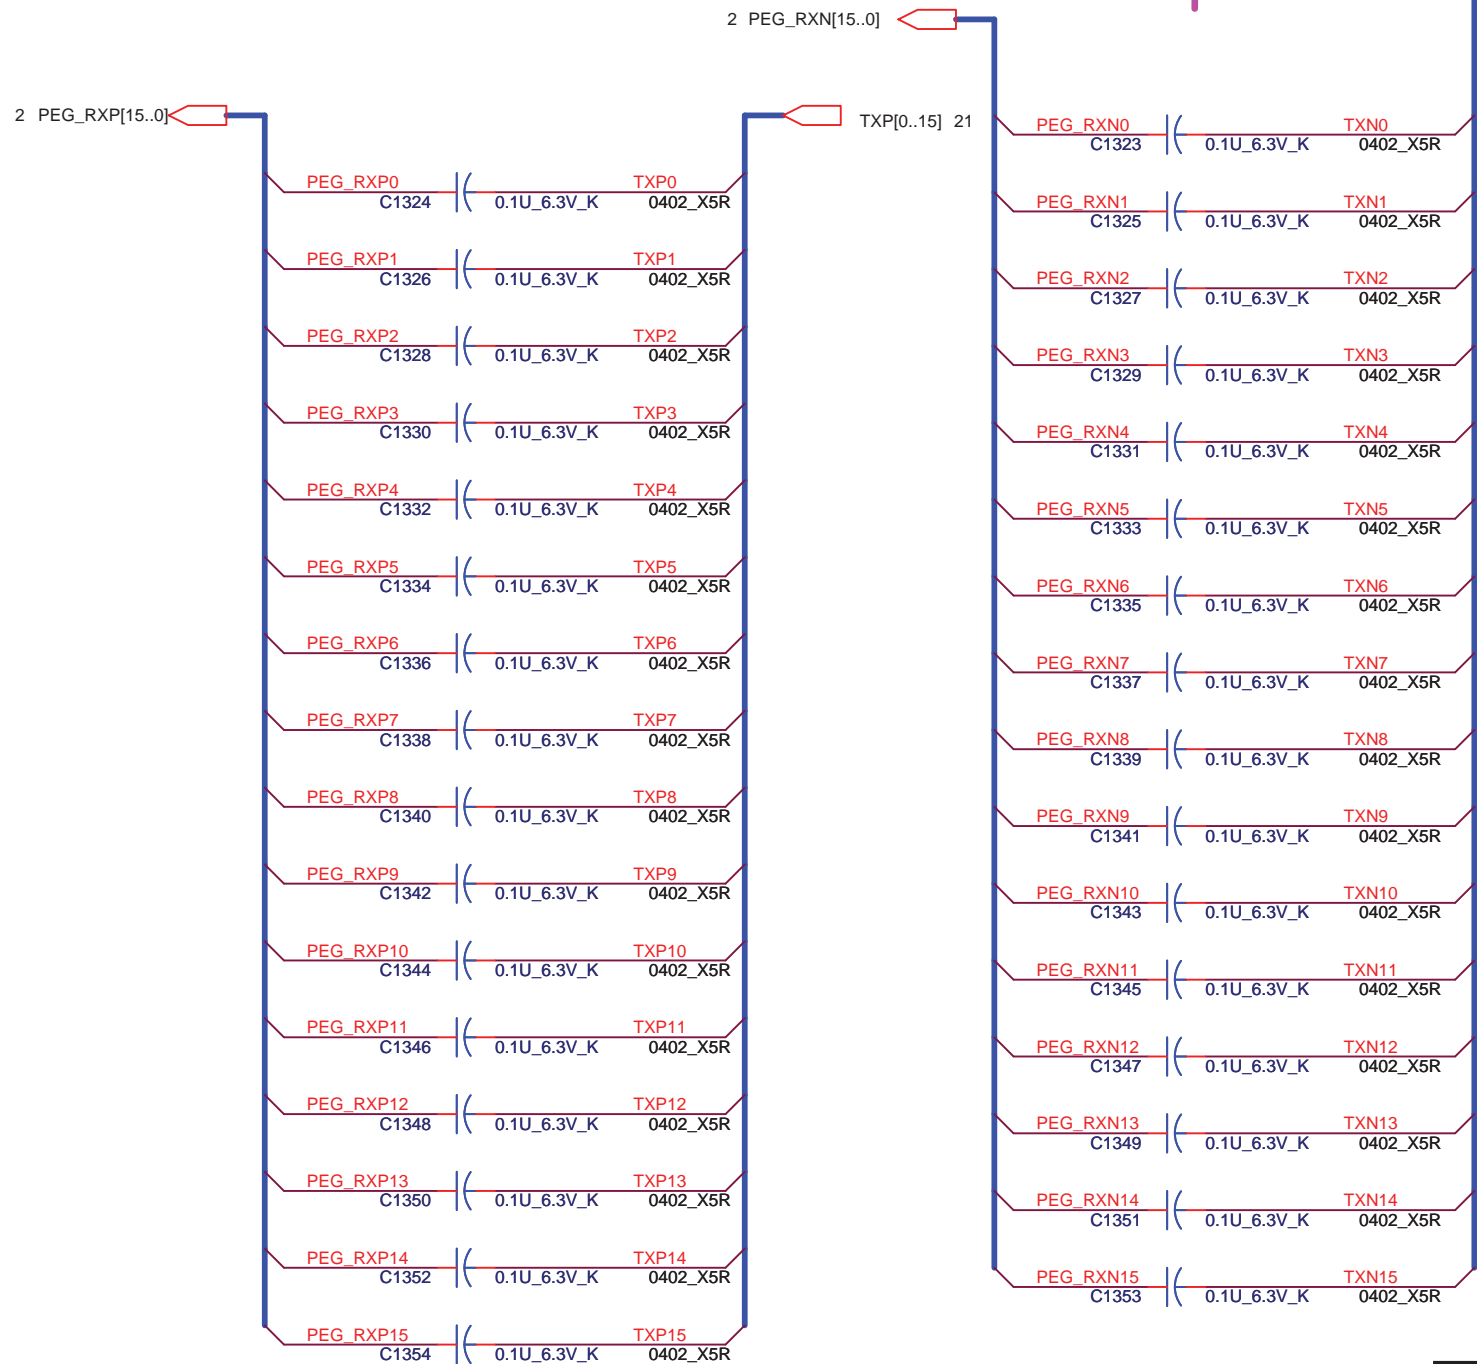 2 PEG_RXN[15..0]
2 PEG_RXP[15..0]
TXP[0..15] 21
PEG_RXP0 TXP0
C1324 0.1U_6.3V_K 0402_X5R
PEG_RXP1 TXP1
C1326 0.1U_6.3V_K 0402_X5R
PEG_RXP2 TXP2
C1328 0.1U_6.3V_K 0402_X5R
PEG_RXP3 TXP3
C1330 0.1U_6.3V_K 0402_X5R
PEG_RXP4 TXP4
C1332 0.1U_6.3V_K 0402_X5R
PEG_RXP5 TXP5
C1334 0.1U_6.3V_K 0402_X5R
PEG_RXP6 TXP6
C1336 0.1U_6.3V_K 0402_X5R
PEG_RXP7 TXP7
C1338 0.1U_6.3V_K 0402_X5R
PEG_RXP8 TXP8
C1340 0.1U_6.3V_K 0402_X5R
PEG_RXP9 TXP9
C1342 0.1U_6.3V_K 0402_X5R
PEG_RXP10 TXP10
C1344 0.1U_6.3V_K 0402_X5R
PEG_RXP11 TXP11
C1346 0.1U_6.3V_K 0402_X5R
PEG_RXP12 TXP12
C1348 0.1U_6.3V_K 0402_X5R
PEG_RXP13 TXP13
C1350 0.1U_6.3V_K 0402_X5R
PEG_RXP14 TXP14
C1352 0.1U_6.3V_K 0402_X5R
PEG_RXP15 TXP15
C1354 0.1U_6.3V_K 0402_X5R
PEG_RXN0 TXN0
C1323 0.1U_6.3V_K 0402_X5R
PEG_RXN1 TXN1
C1325 0.1U_6.3V_K 0402_X5R
PEG_RXN2 TXN2
C1327 0.1U_6.3V_K 0402_X5R
PEG_RXN3 TXN3
C1329 0.1U_6.3V_K 0402_X5R
PEG_RXN4 TXN4
C1331 0.1U_6.3V_K 0402_X5R
PEG_RXN5 TXN5
C1333 0.1U_6.3V_K 0402_X5R
PEG_RXN6 TXN6
C1335 0.1U_6.3V_K 0402_X5R
PEG_RXN7 TXN7
C1337 0.1U_6.3V_K 0402_X5R
PEG_RXN8 TXN8
C1339 0.1U_6.3V_K 0402_X5R
PEG_RXN9 TXN9
C1341 0.1U_6.3V_K 0402_X5R
PEG_RXN10 TXN10
C1343 0.1U_6.3V_K 0402_X5R
PEG_RXN11 TXN11
C1345 0.1U_6.3V_K 0402_X5R
PEG_RXN12 TXN12
C1347 0.1U_6.3V_K 0402_X5R
PEG_RXN13 TXN13
C1349 0.1U_6.3V_K 0402_X5R
PEG_RXN14 TXN14
C1351 0.1U_6.3V_K 0402_X5R
PEG_RXN15 TXN15
C1353 0.1U_6.3V_K 0402_X5R